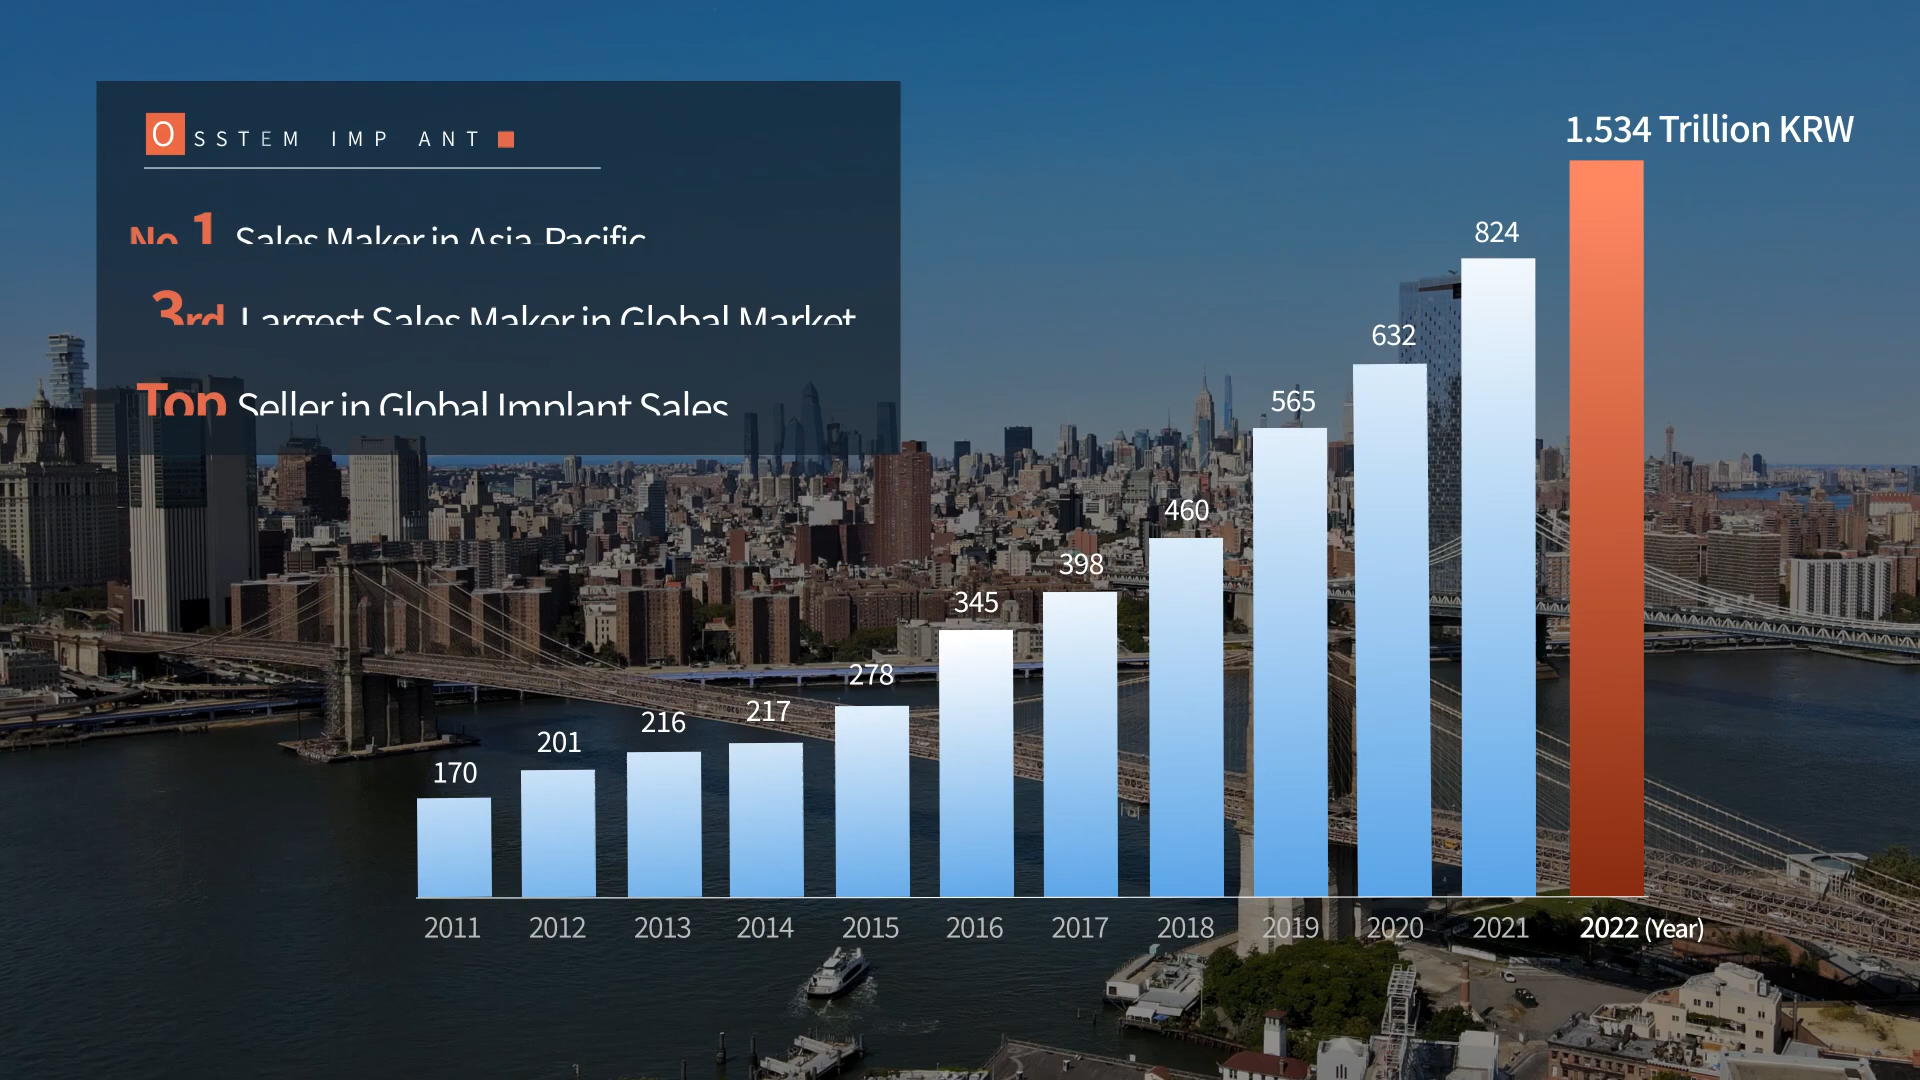 OSSTEM IMP ANT
No.1 Sales Maker in Asia-Pacific
3rd Largest Sales Maker in Global Market
Top Seller in Global Implant Sales
1.534 Trillion KRW
824
632
565
460
398
345
278
217
216
201
170
2011 2012 2013 2014 2015 2016 2017 2018 2019 2020 2021 2022 (Year)